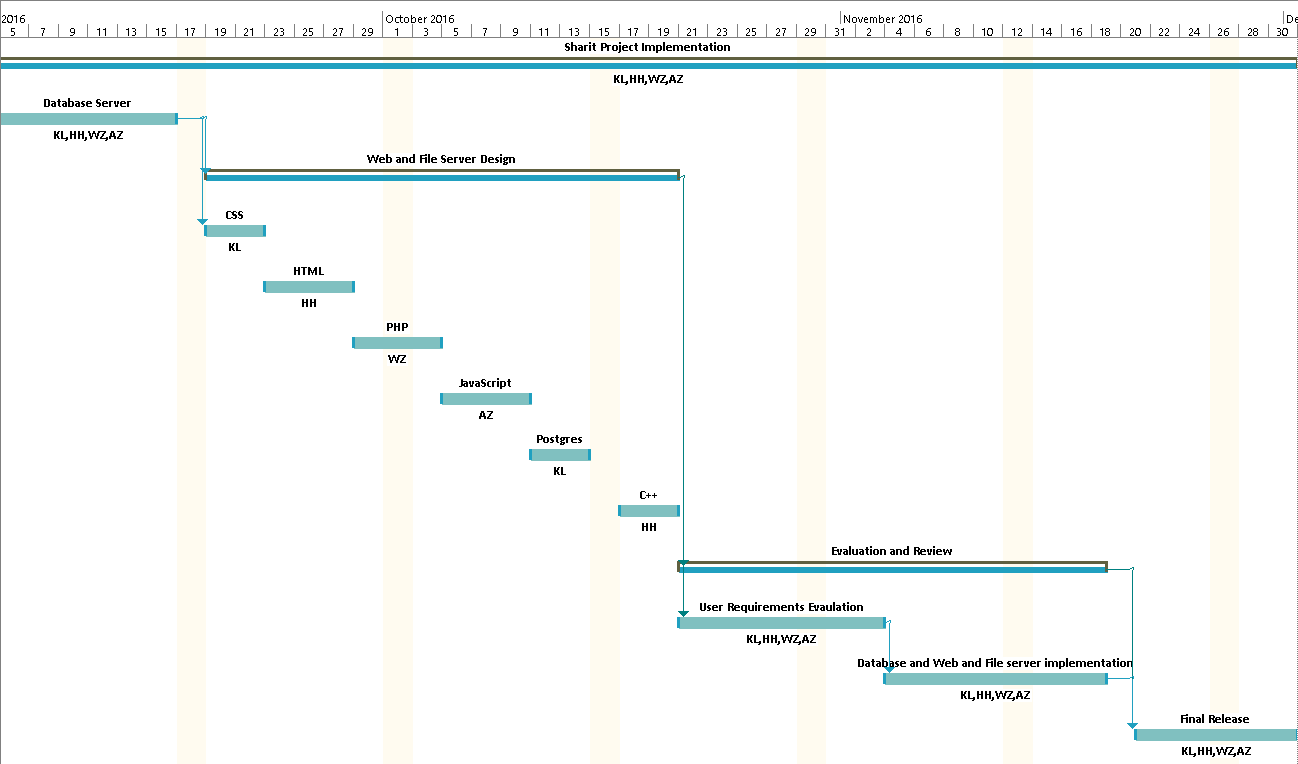 2016 October 2016 November 2016 De
5 7 9 11 13 15 17 19 21 23 25 27 29 1 3 5 7 9 11 13 15 17 19 21 23 25 27 29 31 2 4 6 8 10 12 14 16 18 20 22 24 26 28 30
Sharit Project Implementation
KL,HH,WZ,AZ
Database Server
KL,HH,WZ,AZ
Web and File Server Design
CSS
KL
HTML
HH
PHP
WZ
JavaScript
AZ
Postgres
KL
C++
HH
Evaluation and Review
User Requirements Evaulation
KL,HH,WZ,AZ
Database and Web and File server implementation
KL,HH,WZ,AZ
Final Release
KL,HH,WZ,AZ